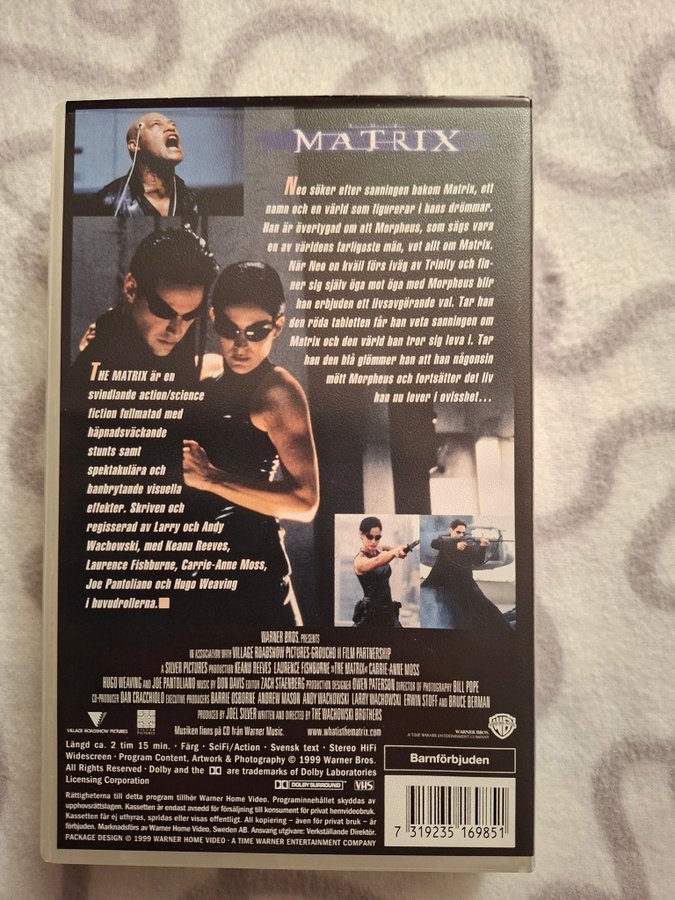 THE
MATRIX
Neo söker efter sanningen bakom Matrix, ett
namn och en värld som figurerar i hans drömmar.
Han är övertygad om att Morpheus, som sägs vara
en av världens farligaste män, vet allt om Matrix.
När Neo en kväll förs iväg av Trinity och fin-
ner sig själv öga mot öga med Morpheus blir
han erbjuden ett livsavgörande val. Tar han
den röda tabletten får han veta sanningen om
Matrix och den värld han tror sig leva i. Tar
han den blå glömmer han att han någonsin
mött Morpheus och fortsätter det liv
han nu lever i ovisshet...
THE MATRIX är en
svindlande action/science
fiction fullmatad med
häpnadsväckande
stunts samt
spektakulära och
banbrytande visuella
effekter. Skriven och
regisserad av Larry och Andy
Wachowski, med Keanu Reeves,
Laurence Fishburne, Carrie-Anne Moss,
Joe Pantoliano och Hugo Weaving
i huvudrollerna.
WARNER BROS. PRESENTS
IN ASSOCIATION WITH VILLAGE ROADSHOW PICTURES-GROUCHO II FILM PARTNERSHIP
A SILVER PICTURES PRODUCTION KEANU REEVES LAURENCE FISHBURNE »THE MATRIX« CARRIE-ANNE MOSS
HUGO WEAVING AND JOE PANTOLIANO MUSIC BY DON DAVIS EDITOR ZACH STAENBERG PRODUCTION DESIGNER OWEN PATERSON DIRECTOR OF PHOTOGRAPHY BILL POPE
CO-PRODUCER DAN CRACCHIOLO EXECUTIVE PRODUCERS BARRIE OSBORNE ANDREW MASON ANDY WACHOWSKI LARRY WACHOWSKI ERWIN STOFF AND BRUCE BERMAN
PRODUCED BY JOEL SILVER WRITTEN AND DIRECTED BY THE WACHOWSKI BROTHERS
VILLAGE ROADSHOW PICTURES
SILVER PICTURES
Musiken finns på CD från Warner Music. www.whatisthematrix.com
WB
WARNER BROS.
A TIME WARNER ENTERTAINMENT COMPANY
Längd ca. 2 tim 15 min. · Färg · SciFi/Action · Svensk text · Stereo HiFi
Widescreen · Program Content, Artwork & Photography © 1999 Warner Bros.
All Rights Reserved · Dolby and the DD are trademarks of Dolby Laboratories
Licensing Corporation
DOLBY SURROUND
VHS
Barnförbjuden
Rättigheterna till detta program tillhör Warner Home Video. Programinnehållet skyddas av
upphovsrättslagen. Kassetten är endast avsedd för försäljning till konsument för privat hemvideobruk.
Kassetten får ej uthyras, spridas eller visas offentligt. All kopiering – även för privat bruk – är
förbjuden. Marknadsförs av Warner Home Video, Sweden AB. Ansvarig utgivare: Verkställande Direktör.
PACKAGE DESIGN © 1999 WARNER HOME VIDEO · A TIME WARNER ENTERTAINMENT COMPANY
7 319235 169851